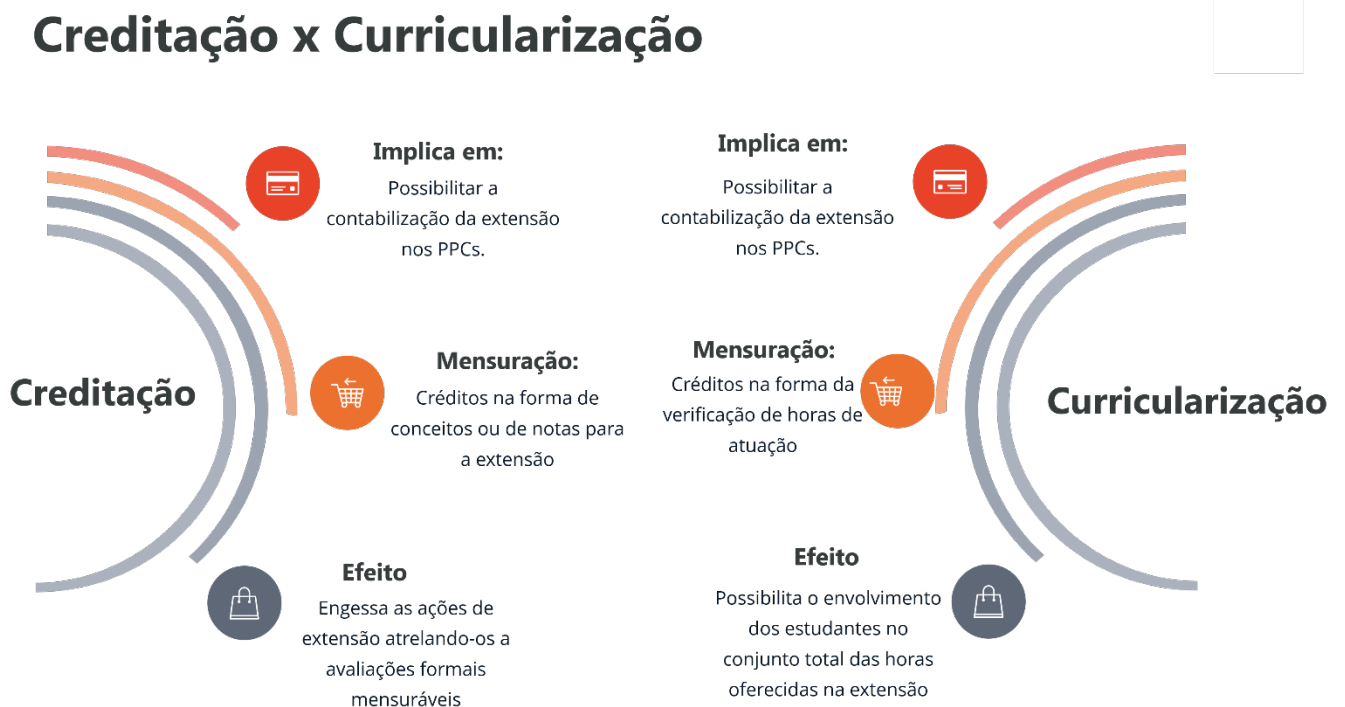 Creditação x Curricularização
Creditação
Implica em:
Possibilitar a
contabilização da extensão
nos PPCs.
Mensuração:
Créditos na forma de
conceitos ou de notas para
a extensão
Efeito
Engessa as ações de
extensão atrelando-os a
avaliações formais
mensuráveis
Implica em:
Possibilitar a
contabilização da extensão
nos PPCs.
Mensuração:
Créditos na forma da
verificação de horas de
atuação
Efeito
Possibilita o envolvimento
dos estudantes no
conjunto total das horas
oferecidas na extensão
Curricularização